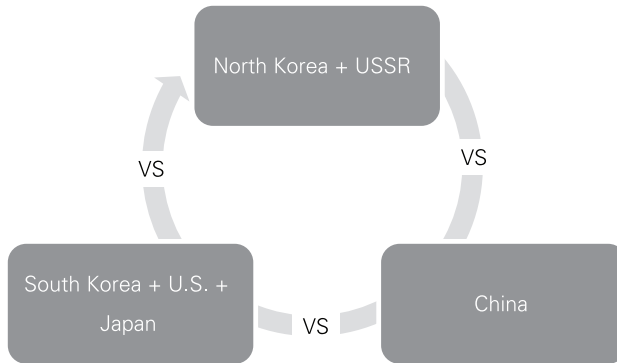 North Korea + USSR
VS
VS
South Korea + U.S. +
Japan
China
VS